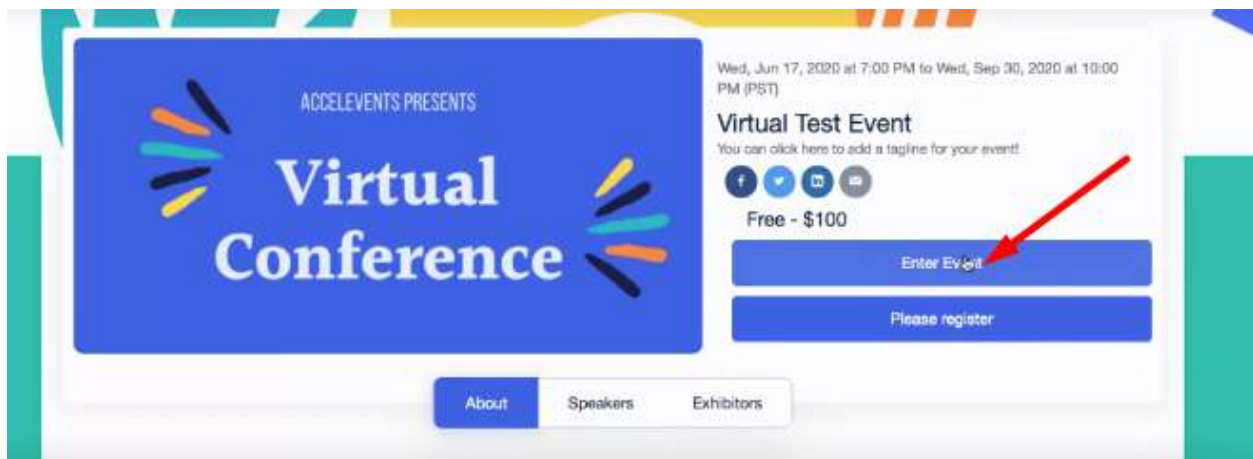 ACCELEVENTS PRESENTS
Virtual
Conference
Wed, Jun 17, 2020 at 7:00 PM to Wed, Sep 30, 2020 at 10:00
PM (PST)
Virtual Test Event
You can click here to add a tagline for your event!
Free - $100
Enter Event
Please register
About
Speakers
Exhibitors